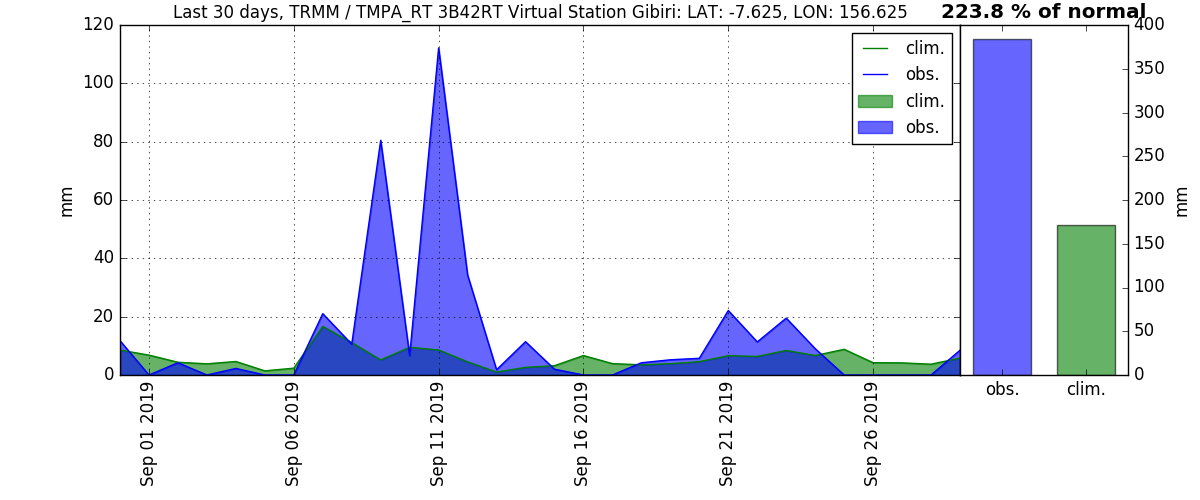 Last 30 days, TRMM / TMPA_RT 3B42RT Virtual Station Gibiri: LAT: -7.625, LON: 156.625
223.8 % of normal
120
100
80
60
40
20
0
mm
clim.
obs.
clim.
obs.
Sep 01 2019
Sep 06 2019
Sep 11 2019
Sep 16 2019
Sep 21 2019
Sep 26 2019
400
350
300
250
200
150
100
50
0
mm
obs.
clim.